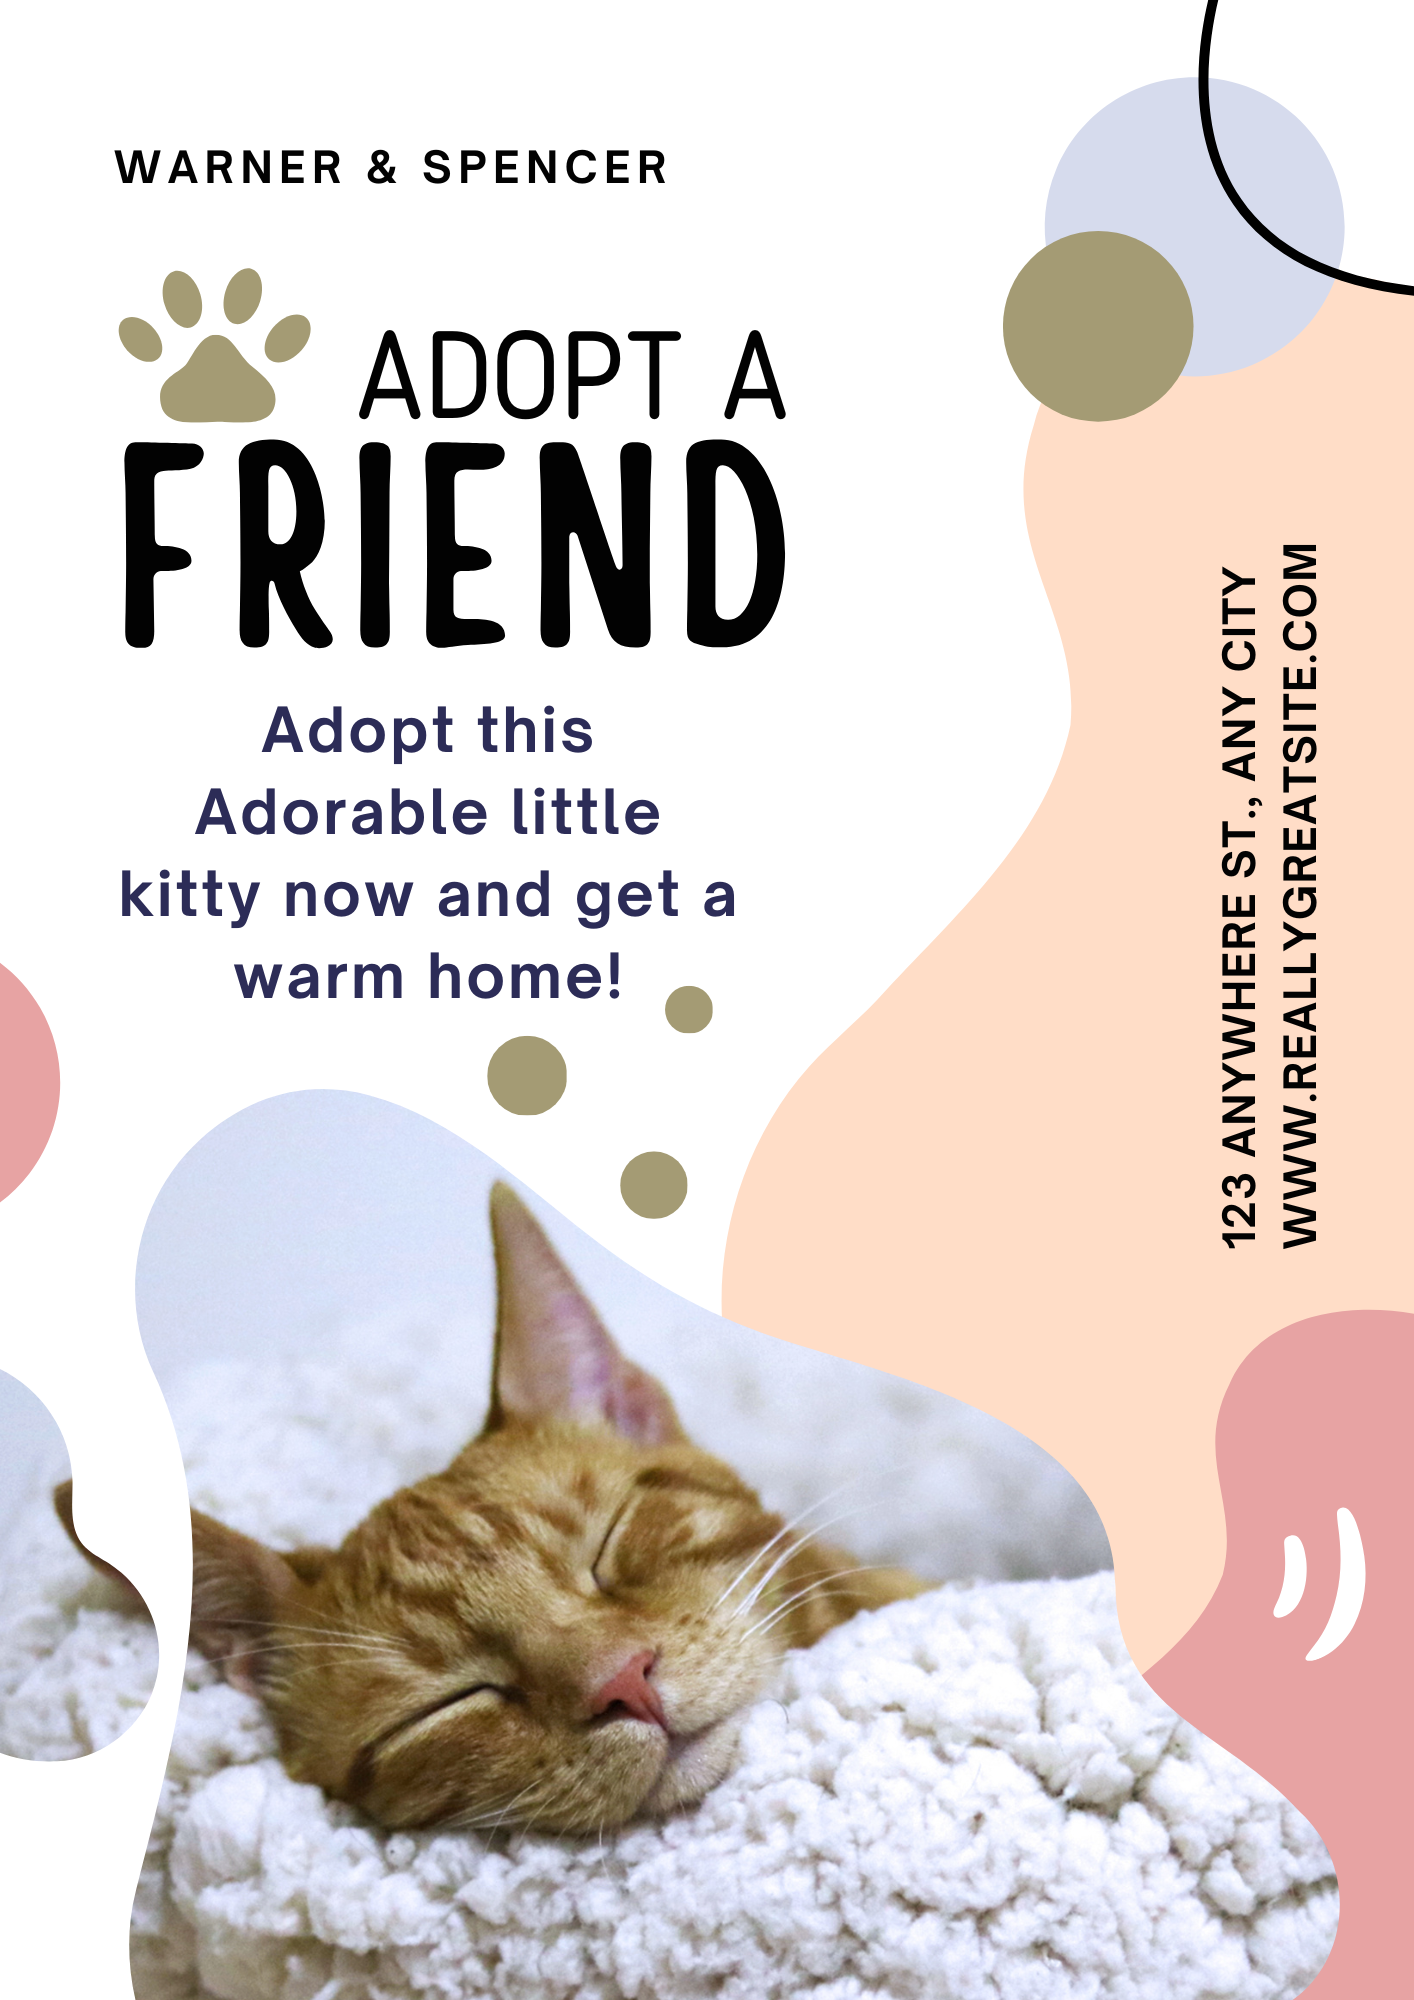 WARNER & SPENCER
ADOPT A
FRIEND
Adopt this
Adorable little
kitty now and get a
warm home!
123 ANYWHERE ST., ANY CITY
WWW.REALLYGREATSITE.COM